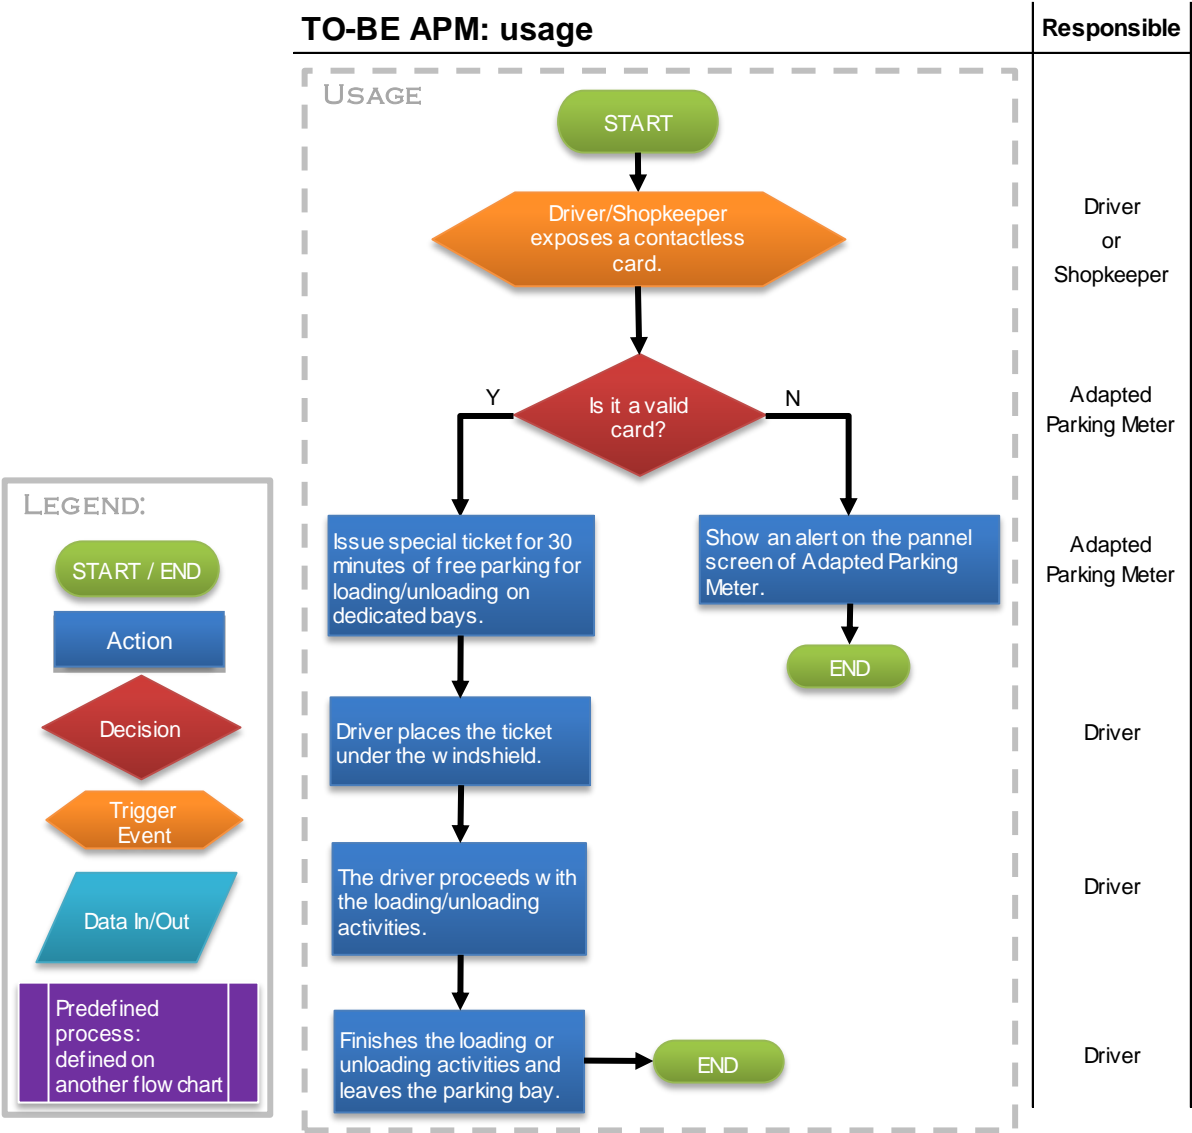 TO-BE APM: usage
Responsible
USAGE
START
Driver/Shopkeeper
exposes a contactless
card.
Driver
or
Shopkeeper
Is it a valid
card?
Y
N
Adapted
Parking Meter
Issue special ticket for 30
minutes of free parking for
loading/unloading on
dedicated bays.
Show an alert on the pannel
screen of Adapted Parking
Meter.
Adapted
Parking Meter
END
Driver places the ticket
under the windshield.
Driver
The driver proceeds with
the loading/unloading
activities.
Driver
Finishes the loading or
unloading activities and
leaves the parking bay.
END
Driver
LEGEND:
START / END
Action
Decision
Trigger
Event
Data In/Out
Predefined
process:
defined on
another flow chart